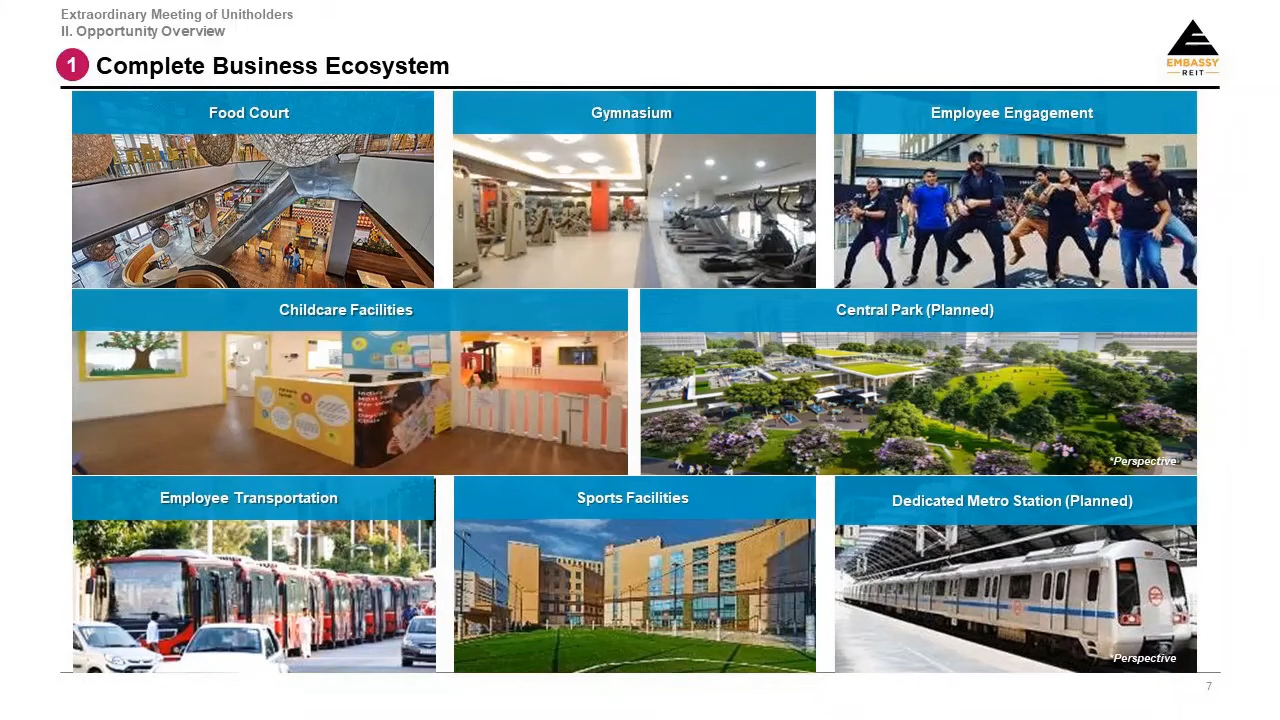 Extraordinary Meeting of Unitholders
II. Opportunity Overview
1 Complete Business Ecosystem
EMBASSY
REIT
Food Court
Gymnasium
Employee Engagement
Childcare Facilities
Central Park (Planned)
*Perspective
Employee Transportation
Sports Facilities
Dedicated Metro Station (Planned)
*Perspective
7